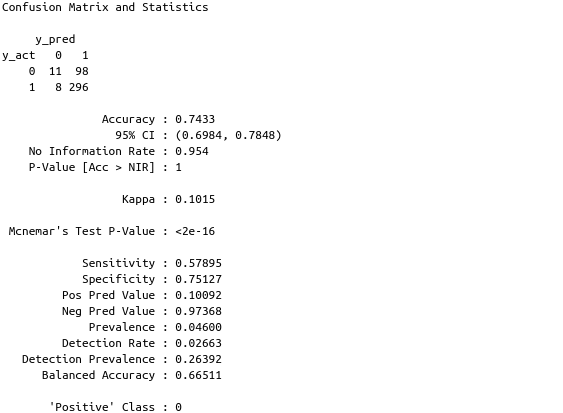 Confusion Matrix and Statistics
y_pred
y_act 0 1
0 11 98
1 8 296
Accuracy : 0.7433
95% CI : (0.6984, 0.7848)
No Information Rate : 0.954
P-Value [Acc > NIR] : 1
Kappa : 0.1015
Mcnemar's Test P-Value : <2e-16
Sensitivity : 0.57895
Specificity : 0.75127
Pos Pred Value : 0.10092
Neg Pred Value : 0.97368
Prevalence : 0.04600
Detection Rate : 0.02663
Detection Prevalence : 0.26392
Balanced Accuracy : 0.66511
'Positive' Class : 0